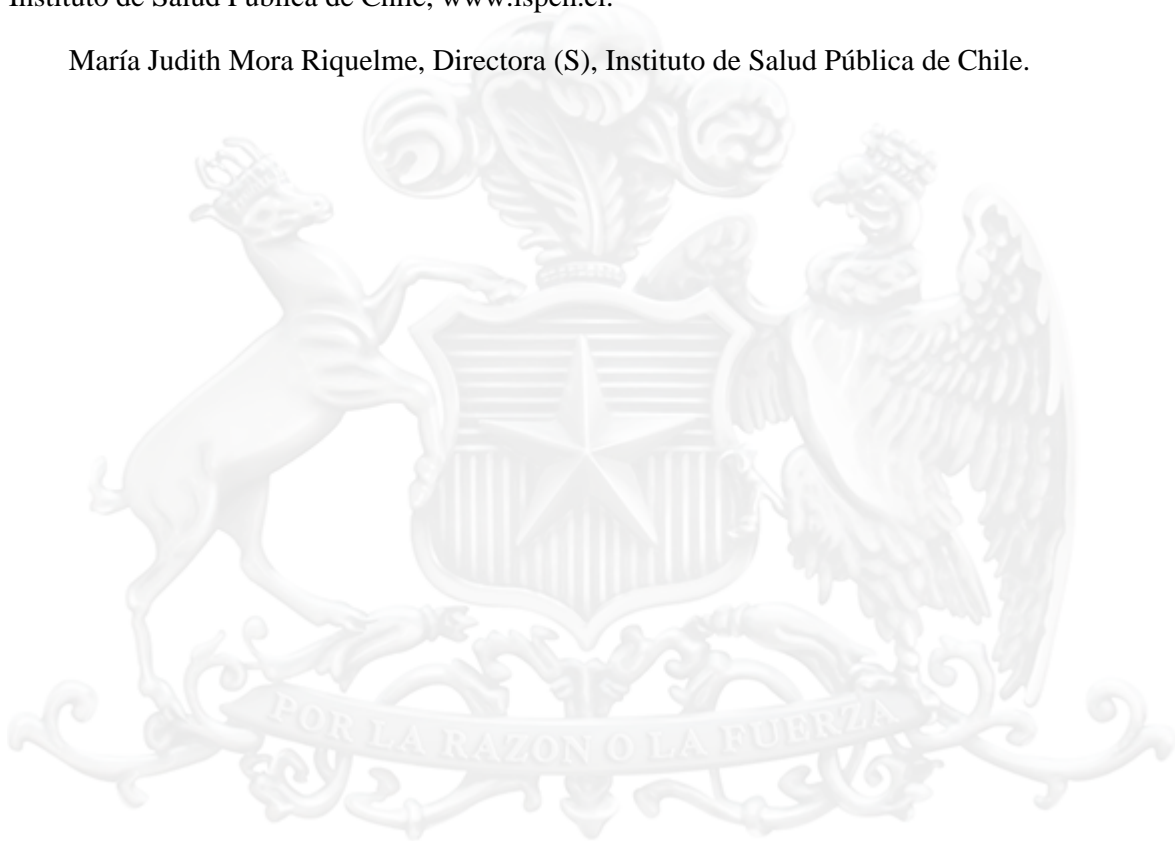 Instituto de Salud Pública de Chile, www.ispch.cl.
María Judith Mora Riquelme, Directora (S), Instituto de Salud Pública de Chile.
POR LA RAZON O LA FUERZA